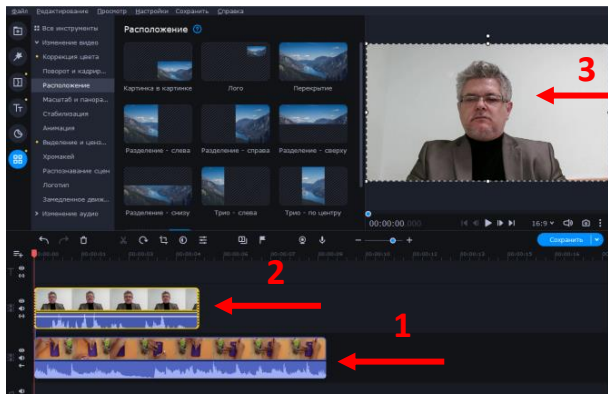 Файл Редактирование Просмотр Настройки Сохранить Справка
Все инструменты
Изменение видео
Коррекция цвета
Поворот и кадрир...
Расположение
Масштаб и панора...
Стабилизация
Анимация
Выделение и ценз...
Хромакей
Распознавание сцен
Логотип
Замедленное движ...
Изменение аудио
Расположение
Картинка в картинке Лого Перекрытие
Разделение - слева Разделение - справа Разделение - сверху
Разделение - снизу Трио - слева Трио - по центру
3
00:00:00.000 16:9
Сохранить
2
1